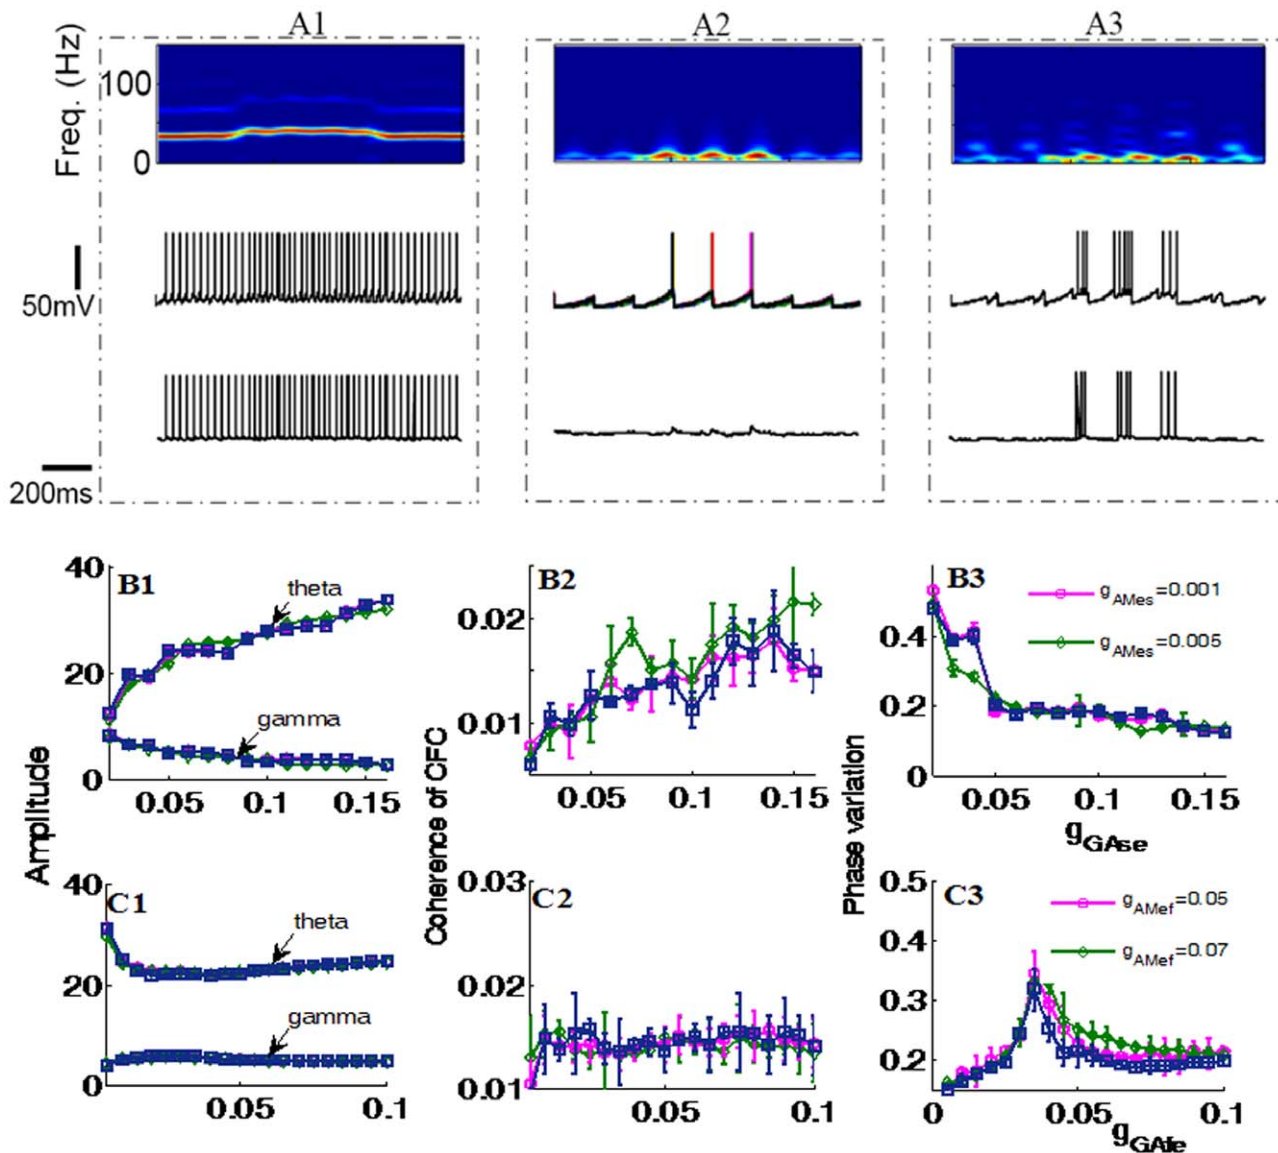 A1 A2 A3
Freq. (Hz)
100
0
50mV
200ms
Amplitude
40
20
0
B1
theta
gamma
0.05 0.1 0.15
Coherence of CFC
0.02
0.01
B2
0.05 0.1 0.15
Phase variation
0.4
0.2
0
B3
gAMes=0.001
gAMes=0.005
0.05 0.1 0.15
gGAse
40
20
0
C1
theta
gamma
0.05 0.1
0.03
0.02
0.01
C2
0.05 0.1
0.5
0.4
0.3
0.2
C3
gAMef=0.05
gAMef=0.07
0 0.05 0.1
gGAfe